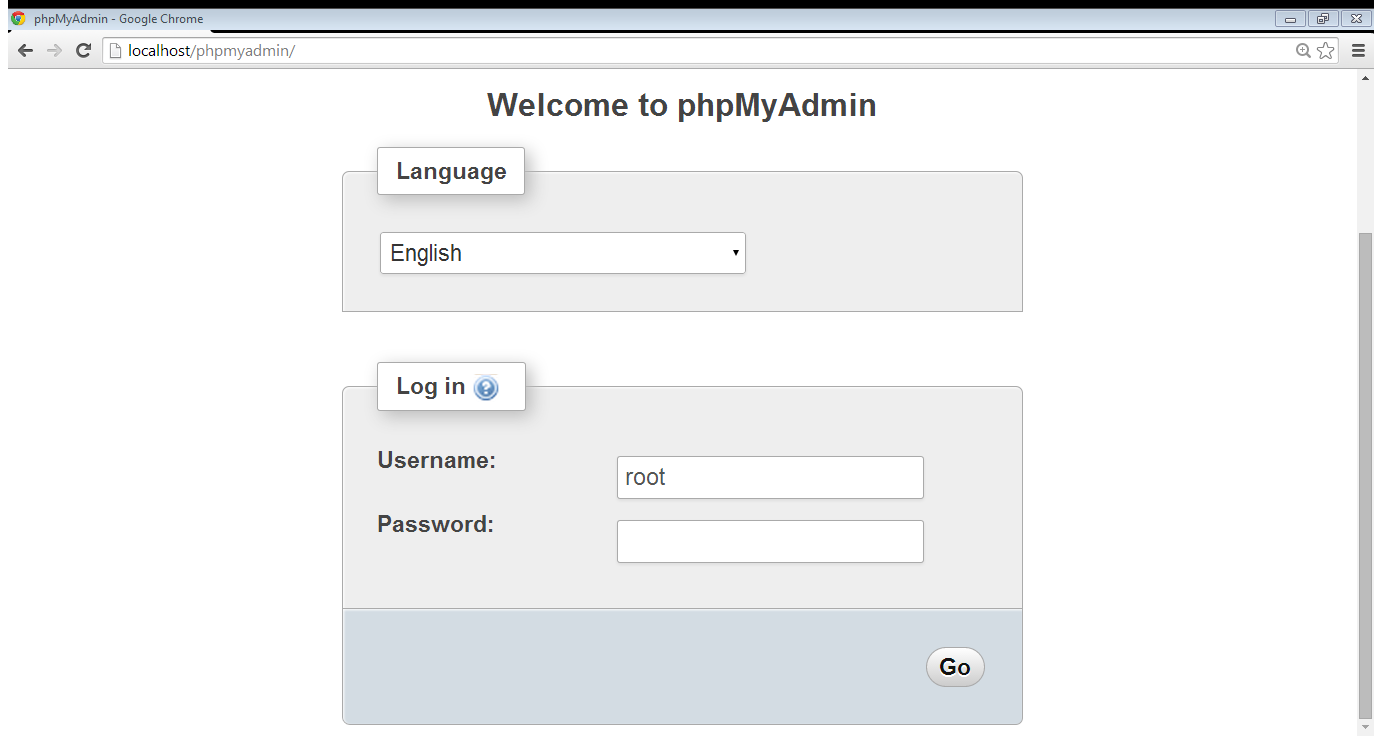 phpMyAdmin - Google Chrome
localhost/phpmyadmin/
Welcome to phpMyAdmin
Language
English
Log in
Username:
root
Password:
Go